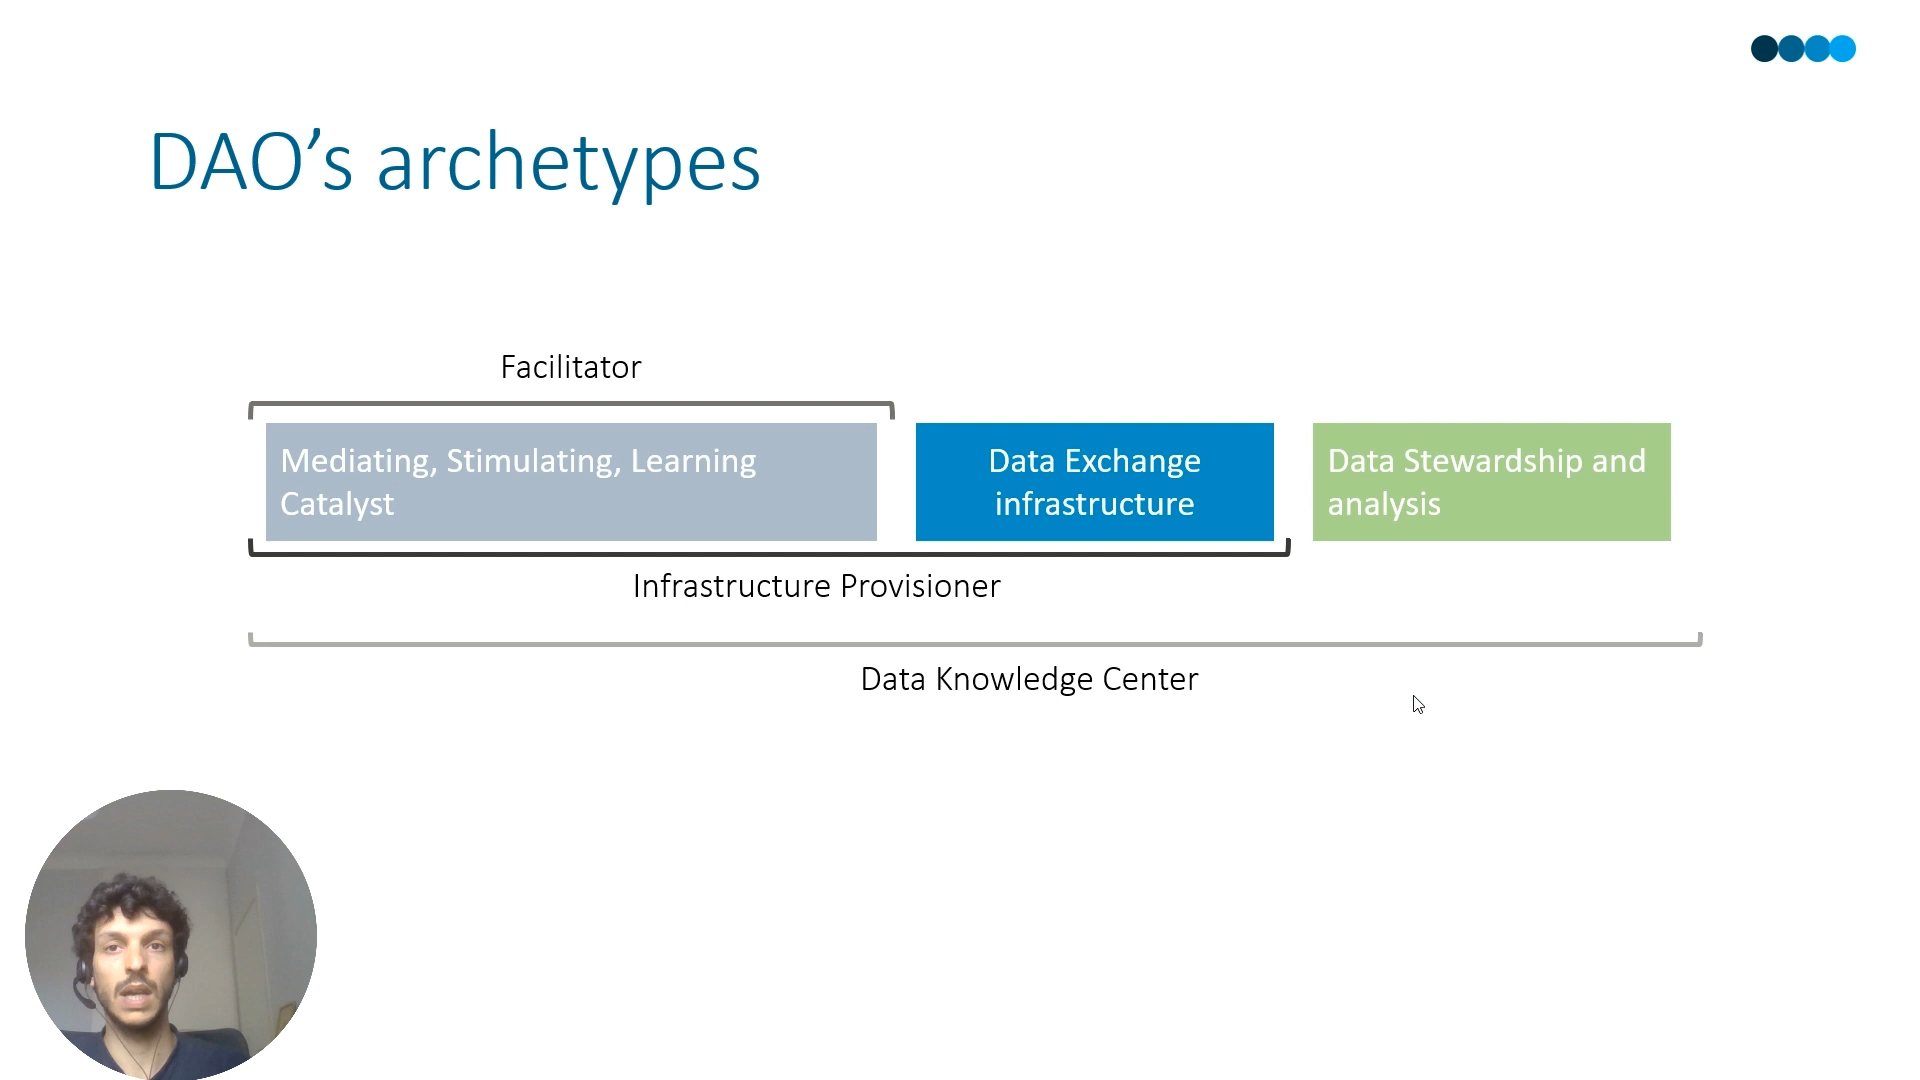 DAO’s archetypes
Facilitator
Mediating, Stimulating, Learning
Catalyst
Data Exchange
infrastructure
Data Stewardship and
analysis
Infrastructure Provisioner
Data Knowledge Center